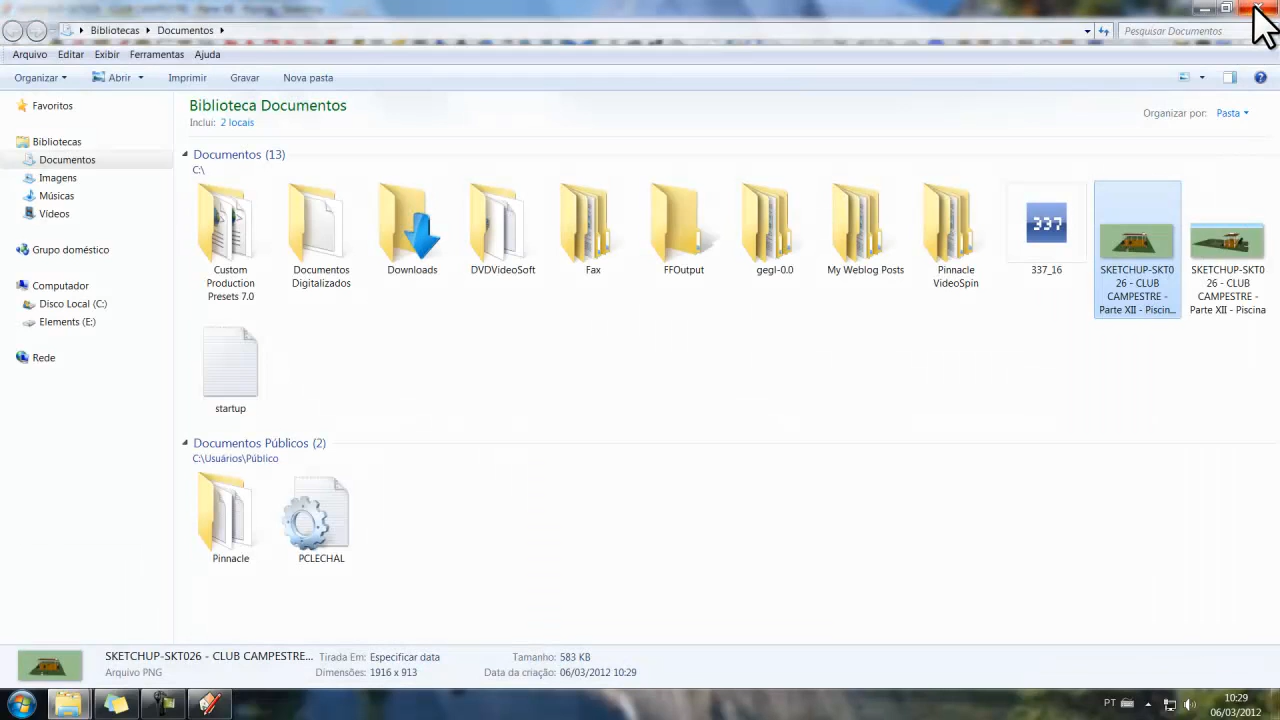 Bibliotecas
Documentos
Pesquisar Documentos
Arquivo Editar Exibir Ferramentas Ajuda
Organizar Abrir Imprimir Gravar Nova pasta
Favoritos
Bibliotecas
Documentos
Imagens
Músicas
Vídeos
Grupo doméstico
Computador
Disco Local (C:)
Elements (E:)
Rede
Biblioteca Documentos
Inclui: 2 locais
Organizar por: Pasta
Documentos (13)
C:\
Custom
Production
Presets 7.0
Documentos
Digitalizados
Downloads
DVDVideoSoft
Fax
FFOutput
gegl-0.0
My Weblog Posts
Pinnacle
VideoSpin
337
337_16
SKETCHUP-SKT0
26 - CLUB
CAMPESTRE -
Parte XII - Piscin...
SKETCHUP-SKT0
26 - CLUB
CAMPESTRE -
Parte XII - Piscina
startup
Documentos Públicos (2)
C:\Usuários\Público
Pinnacle
PCLECHAL
SKETCHUP-SKT026 - CLUB CAMPESTRE... Tirada Em: Especificar data Tamanho: 583 KB
Arquivo PNG Dimensões: 1916 x 913 Data da criação: 06/03/2012 10:29
PT
10:29
06/03/2012